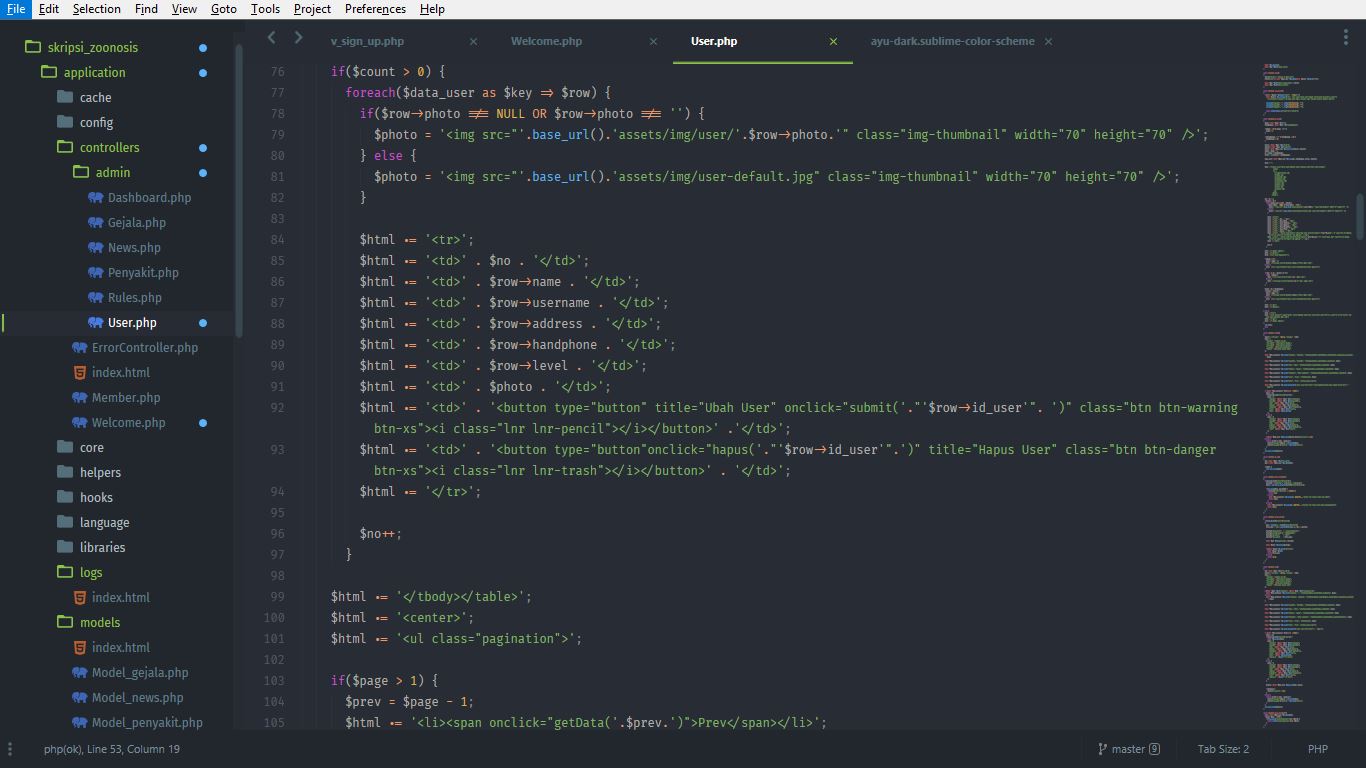 File Edit Selection Find View Goto Tools Project Preferences Help
skripsi_zoonosis
application
cache
config
controllers
admin
Dashboard.php
Gejala.php
News.php
Penyakit.php
Rules.php
User.php
ErrorController.php
index.html
Member.php
Welcome.php
core
helpers
hooks
language
libraries
logs
index.html
models
index.html
Model_gejala.php
Model_news.php
Model_penyakit.php
v_sign_up.php × Welcome.php × User.php × ayu-dark.sublime-color-scheme ×
76 if($count > 0) {
77 foreach($data_user as $key => $row) {
78 if($row->photo !== NULL OR $row->photo !== '') {
79 $photo = '<img src="'.base_url().'assets/img/user/'.$row->photo.'" class="img-thumbnail" width="70" height="70" />';
80 } else {
81 $photo = '<img src="'.base_url().'assets/img/user-default.jpg" class="img-thumbnail" width="70" height="70" />';
82 }
83
84 $html .= '<tr>';
85 $html .= '<td>' . $no . '</td>';
86 $html .= '<td>' . $row->name . '</td>';
87 $html .= '<td>' . $row->username . '</td>';
88 $html .= '<td>' . $row->address . '</td>';
89 $html .= '<td>' . $row->handphone . '</td>';
90 $html .= '<td>' . $row->level . '</td>';
91 $html .= '<td>' . $photo . '</td>';
92 $html .= '<td>' . '<button type="button" title="Ubah User" onclick="submit('."'$row->id_user'". ')" class="btn btn-warning
btn-xs"><i class="lnr lnr-pencil"></i></button>' .'</td>';
93 $html .= '<td>' . '<button type="button"onclick="hapus('."'$row->id_user'".')" title="Hapus User" class="btn btn-danger
btn-xs"><i class="lnr lnr-trash"></i></button>' . '</td>';
94 $html .= '</tr>';
95
96 $no++;
97 }
98
99 $html .= '</tbody></table>';
100 $html .= '<center>';
101 $html .= '<ul class="pagination">';
102
103 if($page > 1) {
104 $prev = $page - 1;
105 $html .= '<li><span onclick="getData('.$prev.')">Prev</span></li>';
php(ok), Line 53, Column 19 master 9 Tab Size: 2 PHP